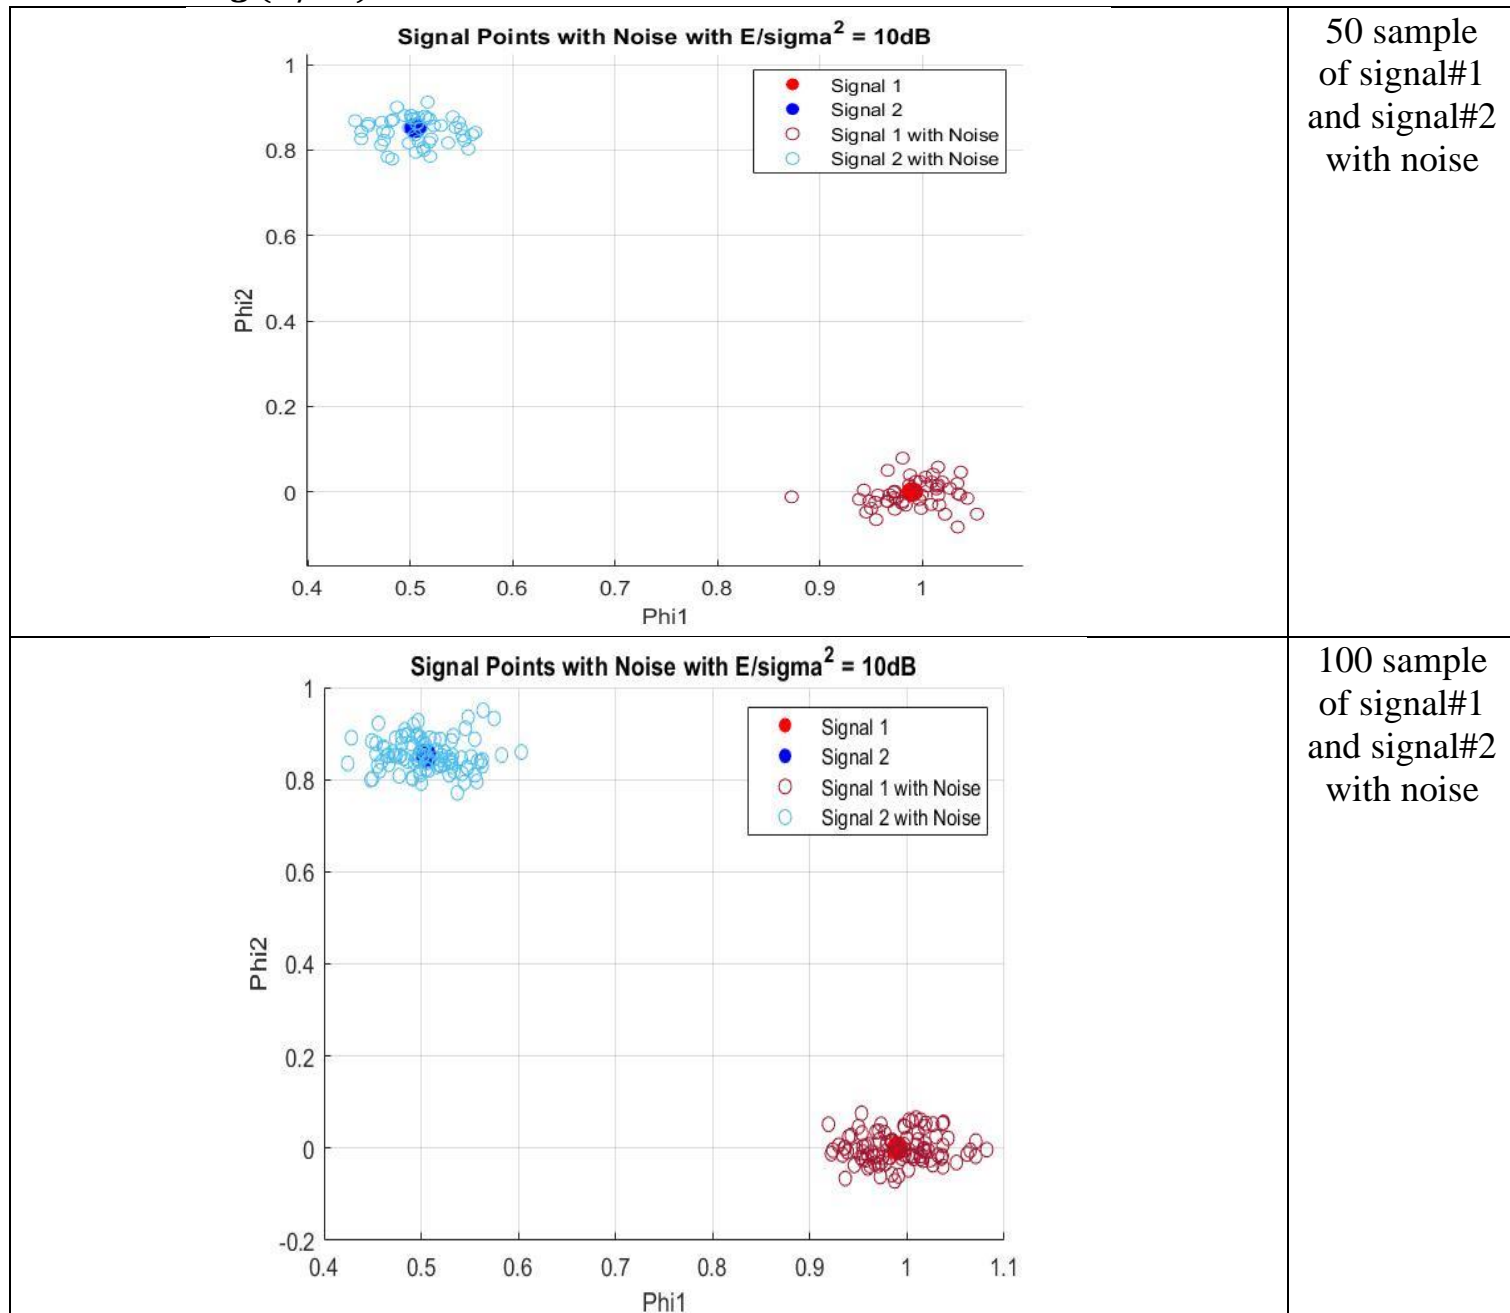 Signal Points with Noise with E/sigma² = 10dB
1
0.8
0.6
0.4
0.2
0
Phi2
0.4 0.5 0.6 0.7 0.8 0.9 1
Phi1
Signal 1
Signal 2
Signal 1 with Noise
Signal 2 with Noise
50 sample
of signal#1
and signal#2
with noise
Signal Points with Noise with E/sigma² = 10dB
1
0.8
0.6
0.4
0.2
0
-0.2
Phi2
0.4 0.5 0.6 0.7 0.8 0.9 1 1.1
Phi1
Signal 1
Signal 2
Signal 1 with Noise
Signal 2 with Noise
100 sample
of signal#1
and signal#2
with noise